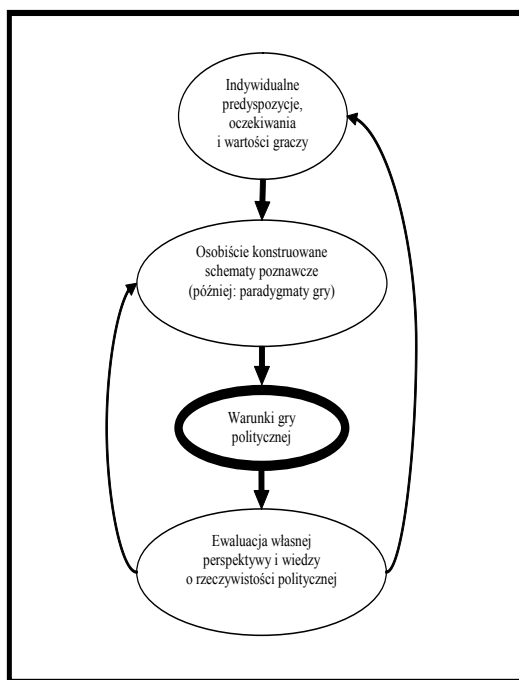 Indywidualne
predyspozycje,
oczekiwania
i wartości graczy
Osobiście konstruowane
schematy poznawcze
(później: paradygmaty gry)
Warunki gry
politycznej
Ewaluacja własnej
perspektywy i wiedzy
o rzeczywistości politycznej